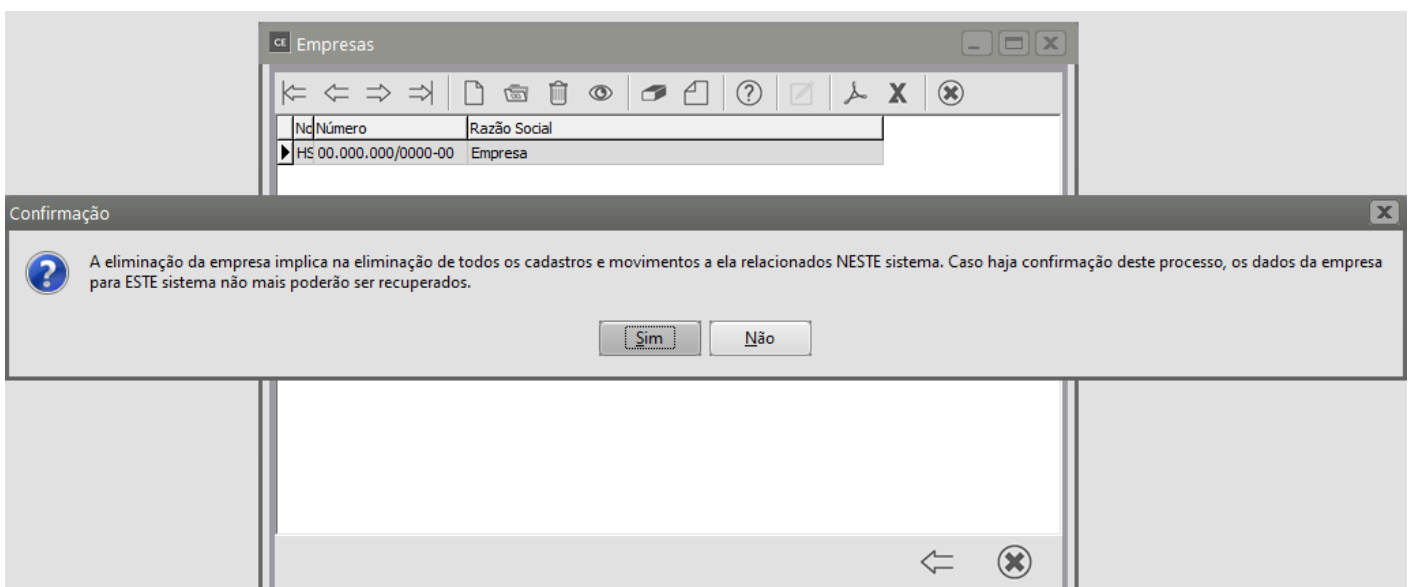 CE Empresas
No Número Razão Social
HS 00.000.000/0000-00 Empresa
Confirmação
A eliminação da empresa implica na eliminação de todos os cadastros e movimentos a ela relacionados NESTE sistema. Caso haja confirmação deste processo, os dados da empresa
para ESTE sistema não mais poderão ser recuperados.
Sim Não